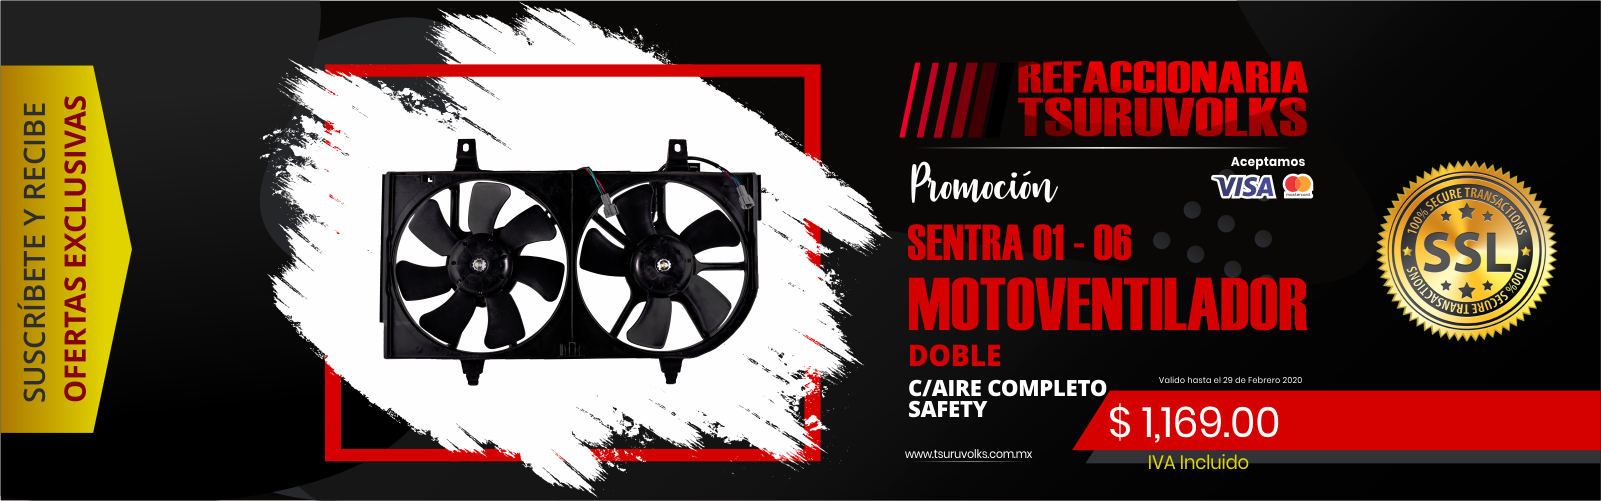 SUSCRÍBETE Y RECIBE
OFERTAS EXCLUSIVAS
REFACCIONARIA
TSURUVOLKS
Aceptamos
VISA
mastercard
Promoción
SENTRA 01 - 06
MOTOVENTILADOR
DOBLE
C/AIRE COMPLETO
SAFETY
Valido hasta el 29 de Febrero 2020
$ 1,169.00
IVA Incluido
www.tsuruvolks.com.mx
100% SECURE TRANSACTIONS
SSL
100% SECURE TRANSACTIONS